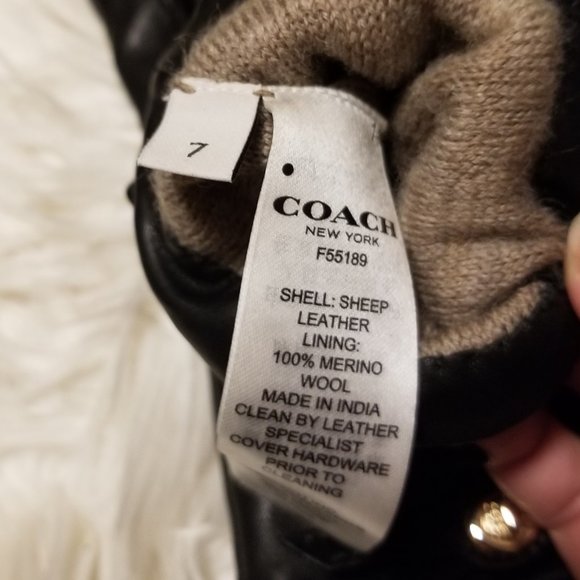 7
COACH
NEW YORK
F55189
SHELL: SHEEP
LEATHER
LINING:
100% MERINO
WOOL
MADE IN INDIA
CLEAN BY LEATHER
SPECIALIST
COVER HARDWARE
PRIOR TO
CLEANING